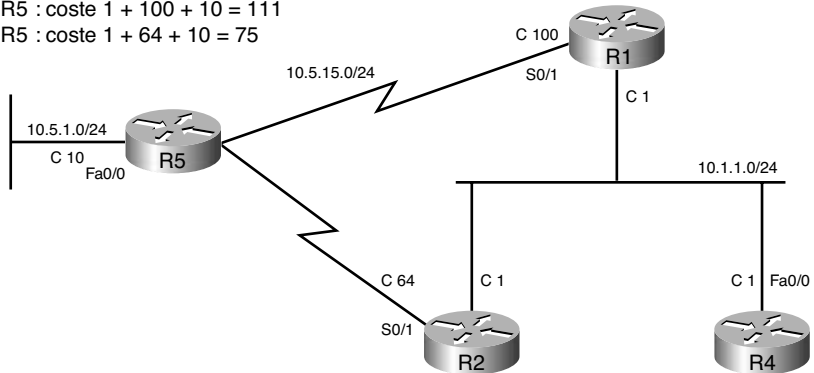 R5 : coste 1 + 100 + 10 = 111
R5 : coste 1 + 64 + 10 = 75
C 100
R1
S0/1
10.5.15.0/24
C 1
10.5.1.0/24
C 10
R5
Fa0/0
10.1.1.0/24
C 64
C 1
C 1
Fa0/0
S0/1
R2
R4